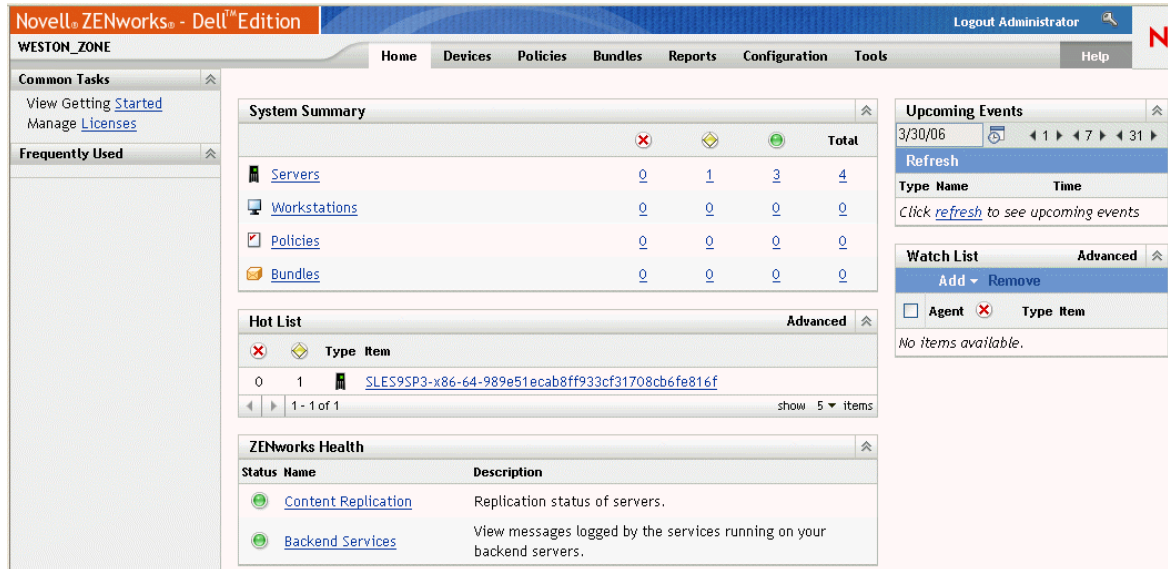 Novell® ZENworks® - Dell™ Edition
Logout Administrator
N
WESTON_ZONE
Home Devices Policies Bundles Reports Configuration Tools Help
Common Tasks
View Getting Started
Manage Licenses
Frequently Used
System Summary
Total
Servers 0 1 3 4
Workstations 0 0 0 0
Policies 0 0 0 0
Bundles 0 0 0 0
Hot List Advanced
Type Item
0 1 SLES9SP3-x86-64-989e51ecab8ff933cf31708cb6fe816f
1 - 1 of 1 show 5 items
ZENworks Health
Status Name Description
Content Replication Replication status of servers.
Backend Services View messages logged by the services running on your
backend servers.
Upcoming Events
3/30/06 1 7 31
Refresh
Type Name Time
Click refresh to see upcoming events
Watch List Advanced
Add Remove
Agent Type Item
No items available.